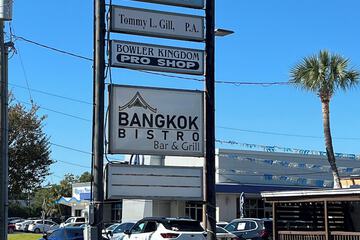 Tommy L. Gill, P.A.
BOWLER KINGDOM
PRO SHOP
BANGKOK
BISTRO
Bar & Grill